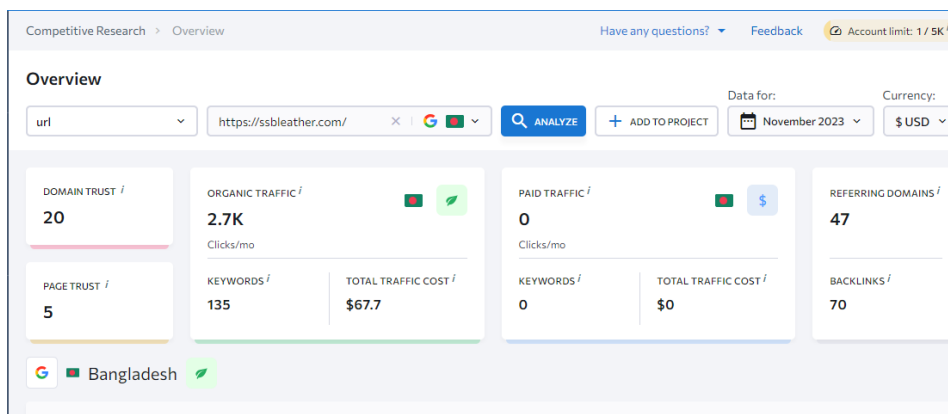 Competitive Research > Overview
Have any questions?
Feedback
Account limit: 1 / 5K
Overview
Data for:
Currency:
url
https://ssbleather.com/
ANALYZE
+ ADD TO PROJECT
November 2023
$ USD
DOMAIN TRUST i
20
PAGE TRUST i
5
ORGANIC TRAFFIC i
2.7K
Clicks/mo
KEYWORDS i
135
TOTAL TRAFFIC COST i
$67.7
PAID TRAFFIC i
$
0
Clicks/mo
KEYWORDS i
0
TOTAL TRAFFIC COST i
$0
REFERRING DOMAINS i
47
BACKLINKS i
70
Bangladesh